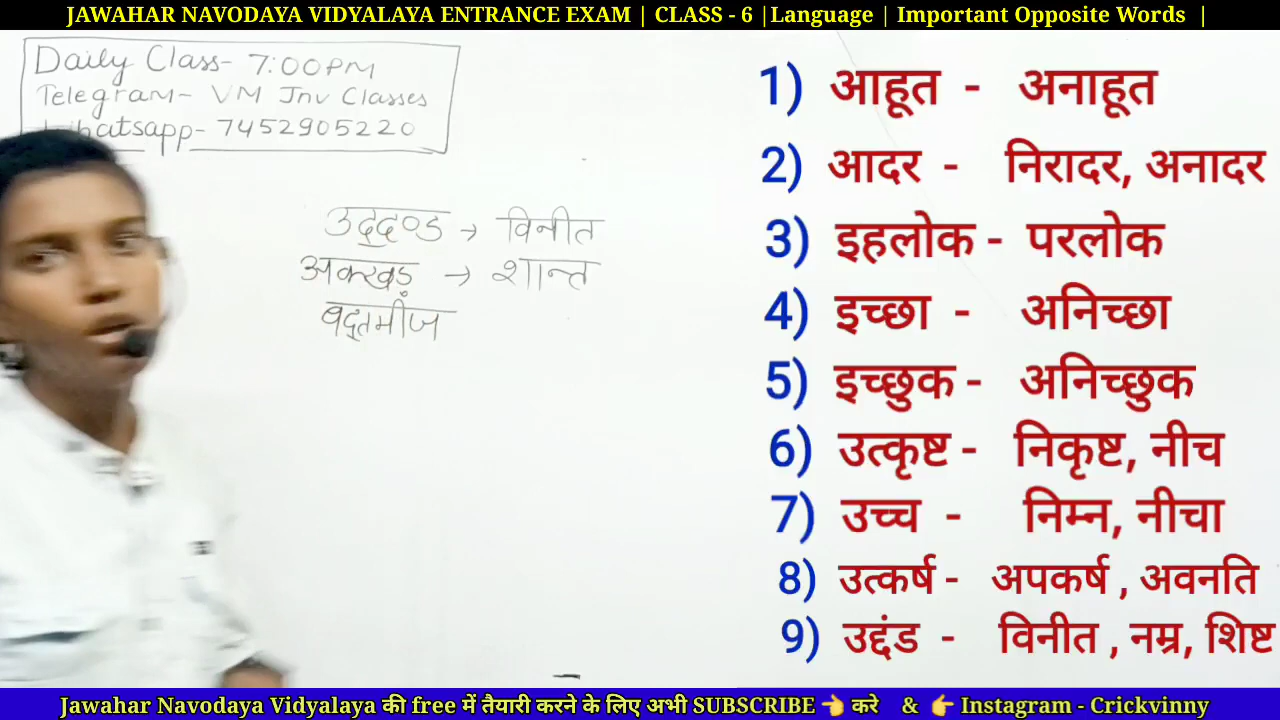 JAWAHAR NAVODAYA VIDYALAYA ENTRANCE EXAM | CLASS - 6 |Language | Important Opposite Words |
Daily Class- 7:00PM
Telegram- VM Jnv Classes
Whatsapp- 7452905220
उद्दण्ड → विनीत
अक्खड़ → शान्त
बद्तमीज
1) आहूत - अनाहूत
2) आदर - निरादर, अनादर
3) इहलोक - परलोक
4) इच्छा - अनिच्छा
5) इच्छुक - अनिच्छुक
6) उत्कृष्ट - निकृष्ट, नीच
7) उच्च - निम्न, नीचा
8) उत्कर्ष - अपकर्ष , अवनति
9) उद्दंड - विनीत , नम्र, शिष्ट
Jawahar Navodaya Vidyalaya की free में तैयारी करने के लिए अभी SUBSCRIBE 👈 करे & 👉 Instagram - Crickvinny